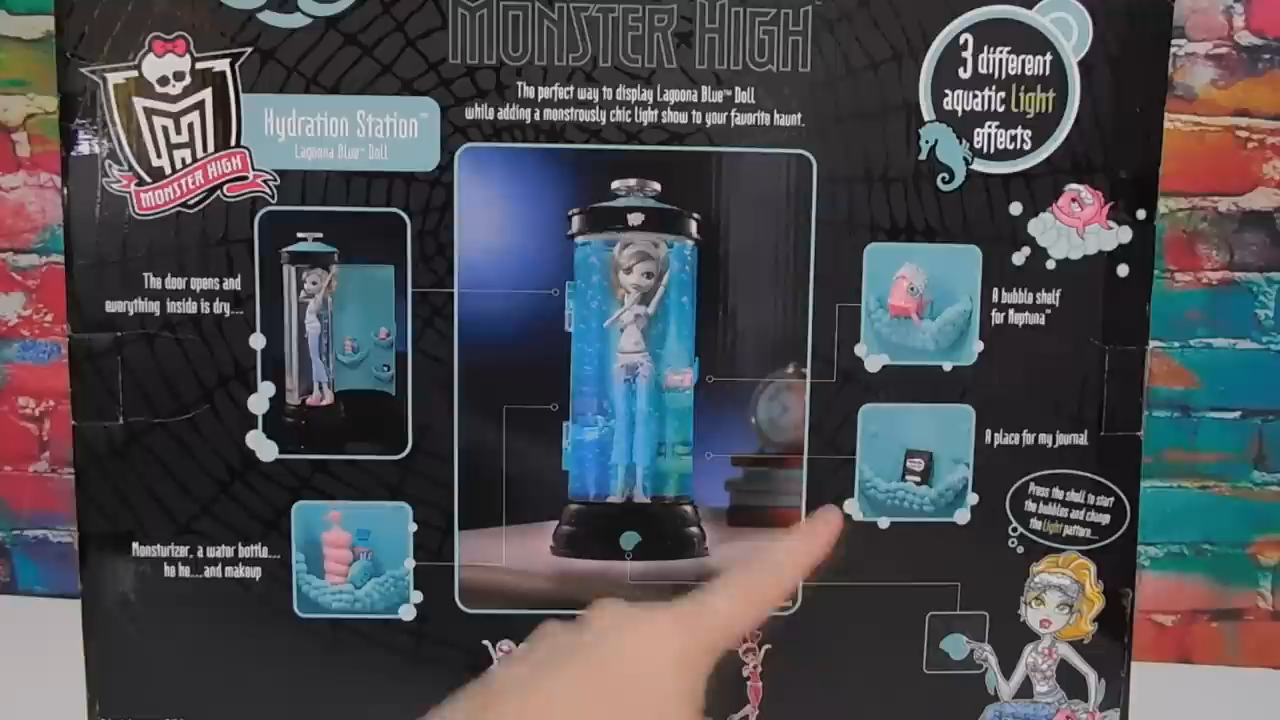 MONSTER HIGH
The perfect way to display Lagoona Blue™ Doll
while adding a monstrously chic light show to your favorite haunt.
3 different
aquatic Light
effects
Hydration Station™
Lagoona Blue™ Doll
MONSTER HIGH
The door opens and
everything inside is dry...
A bubble shelf
for Neptuna™
A place for my journal
Press the shell to start
the bubbles and change
the Light pattern...
Monsturizer, a water bottle...
he he... and makeup